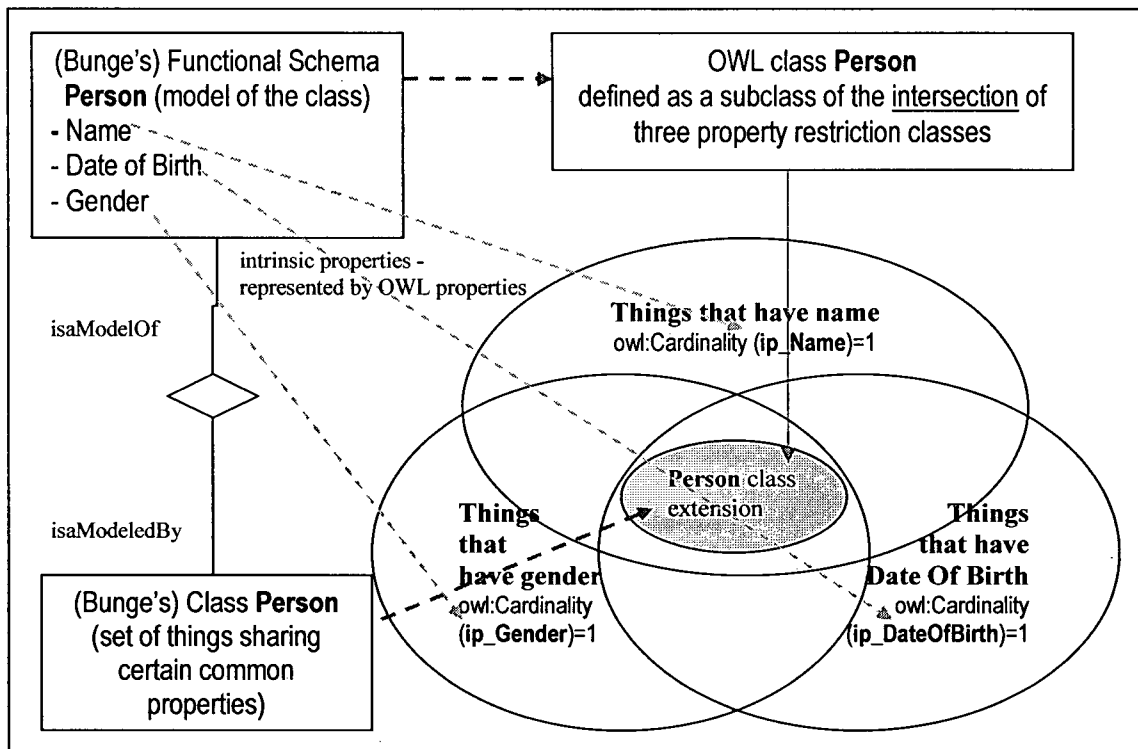 (Bunge's) Functional Schema
Person (model of the class)
- Name
- Date of Birth
- Gender
OWL class Person
defined as a subclass of the intersection of
three property restriction classes
intrinsic properties -
represented by OWL properties
isaModelOf
Things that have name
owl:Cardinality (ip_Name)=1
Person class
extension
Things
that
have gender
owl:Cardinality
(ip_Gender)=1
Things
that have
Date Of Birth
owl:Cardinality
(ip_DateOfBirth)=1
isaModeledBy
(Bunge's) Class Person
(set of things sharing
certain common
properties)